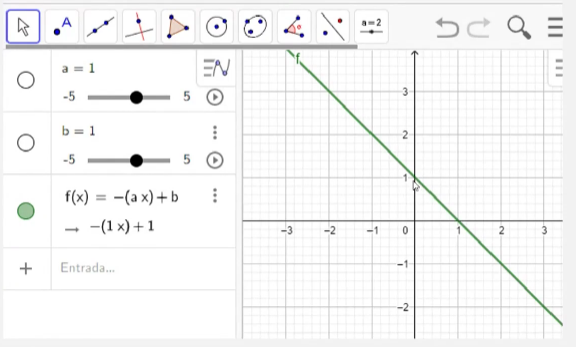 A
a = 2
a = 1
-5
5
b = 1
-5
5
f(x) = −(a x) + b
→ −(1 x) + 1
+
Entrada...
f
3
2
1
−3
−2
−1
0
1
2
3
−1
−2